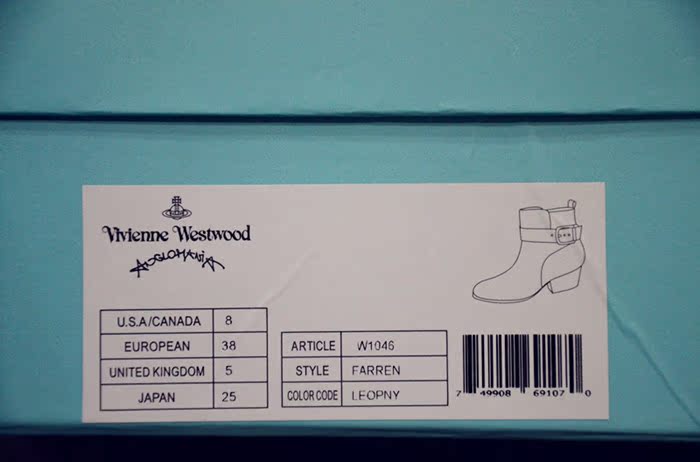 Vivienne Westwood
ANGLOMANIA
U.S.A/CANADA 8
EUROPEAN 38
UNITED KINGDOM 5
JAPAN 25
ARTICLE W1046
STYLE FARREN
COLOR CODE LEOPNY
7 49908 69107 0